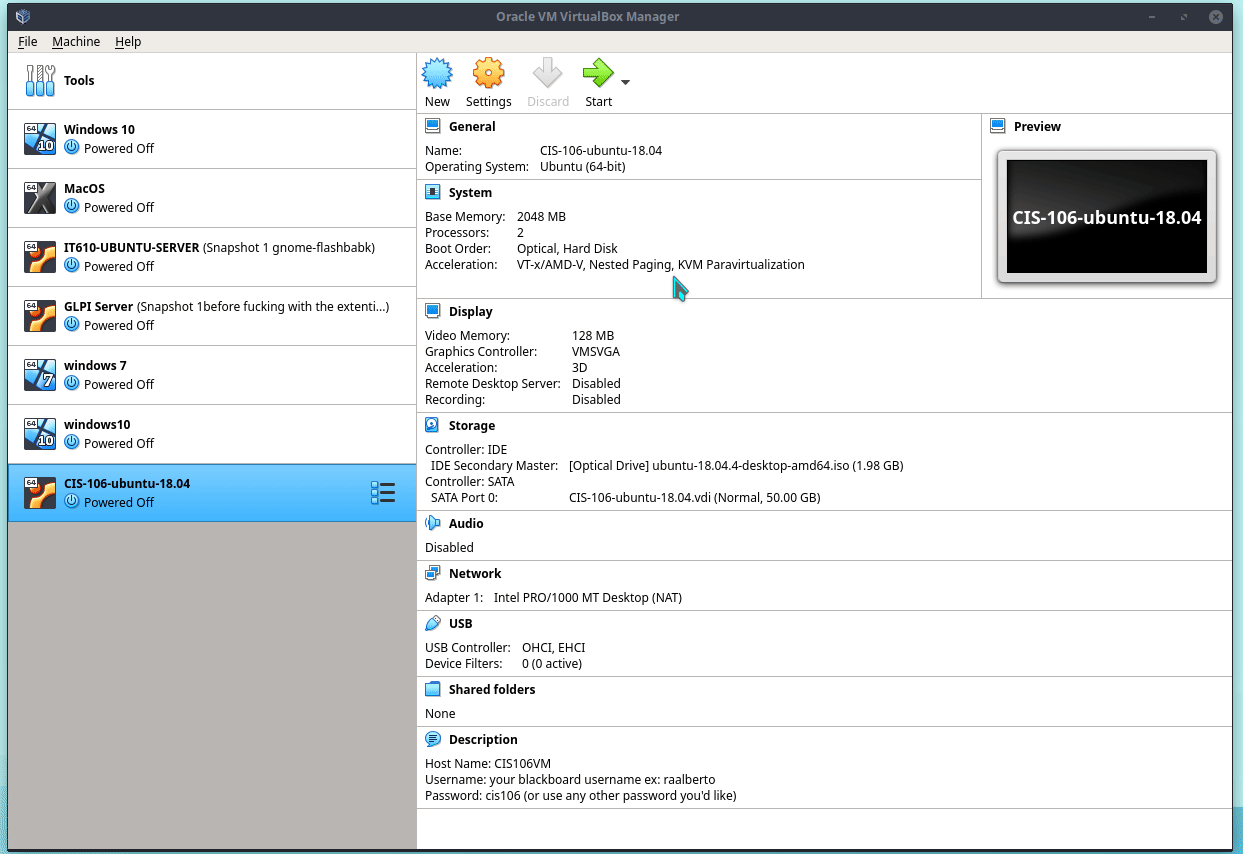 Oracle VM VirtualBox Manager
File Machine Help
Tools
Windows 10
Powered Off
MacOS
Powered Off
IT610-UBUNTU-SERVER (Snapshot 1 gnome-flashbabk)
Powered Off
GLPI Server (Snapshot 1before fucking with the extenti...)
Powered Off
windows 7
Powered Off
windows10
Powered Off
CIS-106-ubuntu-18.04
Powered Off
New Settings Discard Start
General
Name: CIS-106-ubuntu-18.04
Operating System: Ubuntu (64-bit)
System
Base Memory: 2048 MB
Processors: 2
Boot Order: Optical, Hard Disk
Acceleration: VT-x/AMD-V, Nested Paging, KVM Paravirtualization
Preview
CIS-106-ubuntu-18.04
Display
Video Memory: 128 MB
Graphics Controller: VMSVGA
Acceleration: 3D
Remote Desktop Server: Disabled
Recording: Disabled
Storage
Controller: IDE
IDE Secondary Master: [Optical Drive] ubuntu-18.04.4-desktop-amd64.iso (1.98 GB)
Controller: SATA
SATA Port 0: CIS-106-ubuntu-18.04.vdi (Normal, 50.00 GB)
Audio
Disabled
Network
Adapter 1: Intel PRO/1000 MT Desktop (NAT)
USB
USB Controller: OHCI, EHCI
Device Filters: 0 (0 active)
Shared folders
None
Description
Host Name: CIS106VM
Username: your blackboard username ex: raalberto
Password: cis106 (or use any other password you'd like)